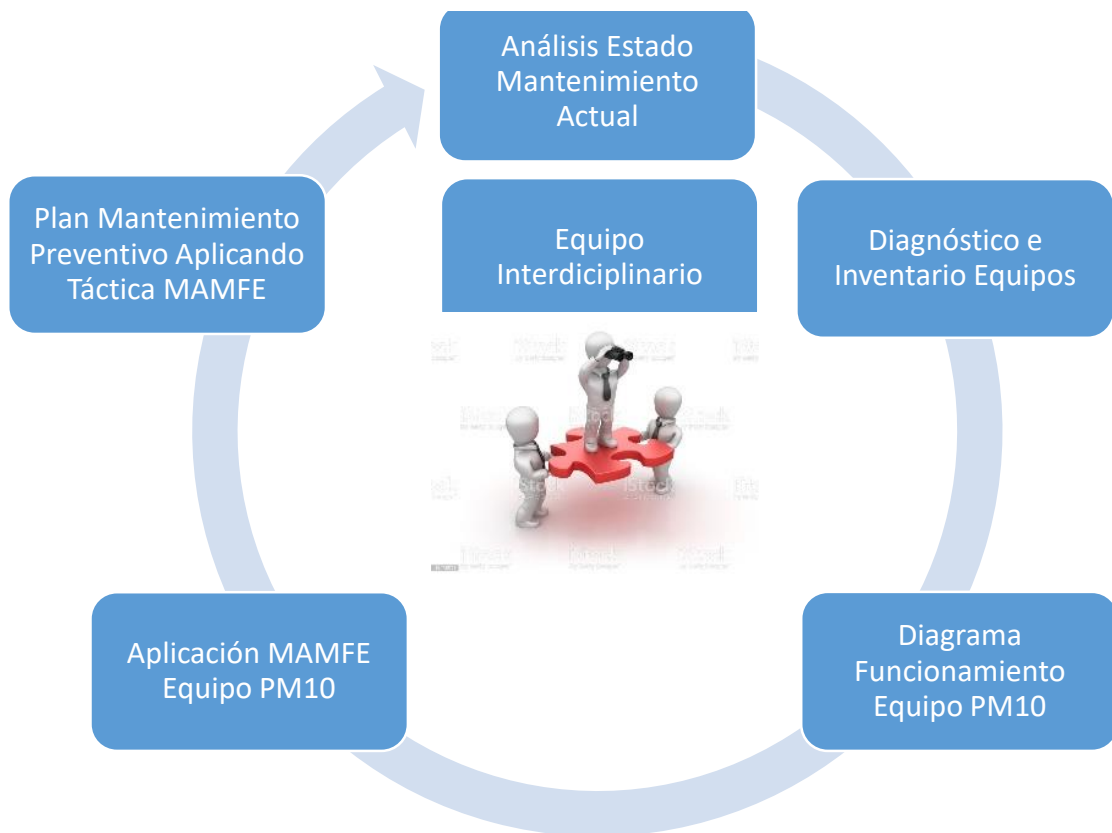 Análisis Estado
Mantenimiento
Actual
Equipo
Interdiciplinario
Diagnóstico e
Inventario Equipos
Diagrama
Funcionamiento
Equipo PM10
Aplicación MAMFE
Equipo PM10
Plan Mantenimiento
Preventivo Aplicando
Táctica MAMFE
iStock